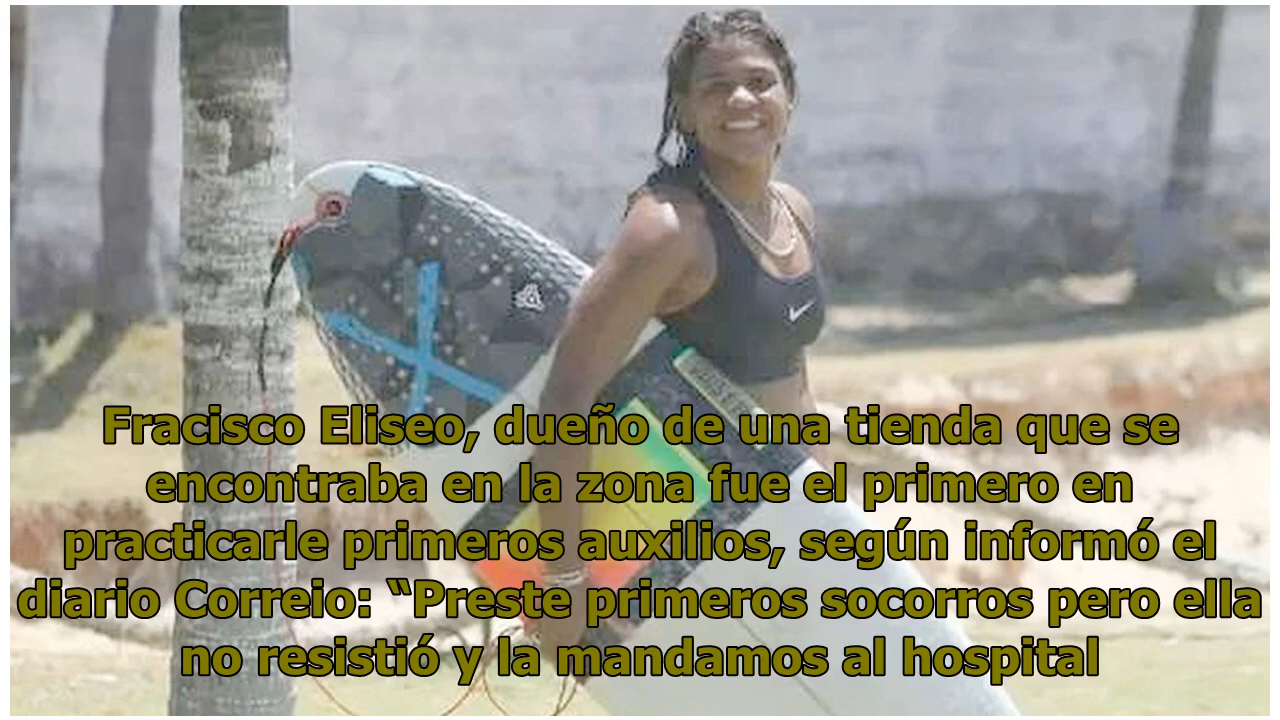 Fracisco Eliseo, dueño de una tienda que se
encontraba en la zona fue el primero en
practicarle primeros auxilios, según informó el
diario Correio: “Preste primeros socorros pero ella
no resistió y la mandamos al hospital